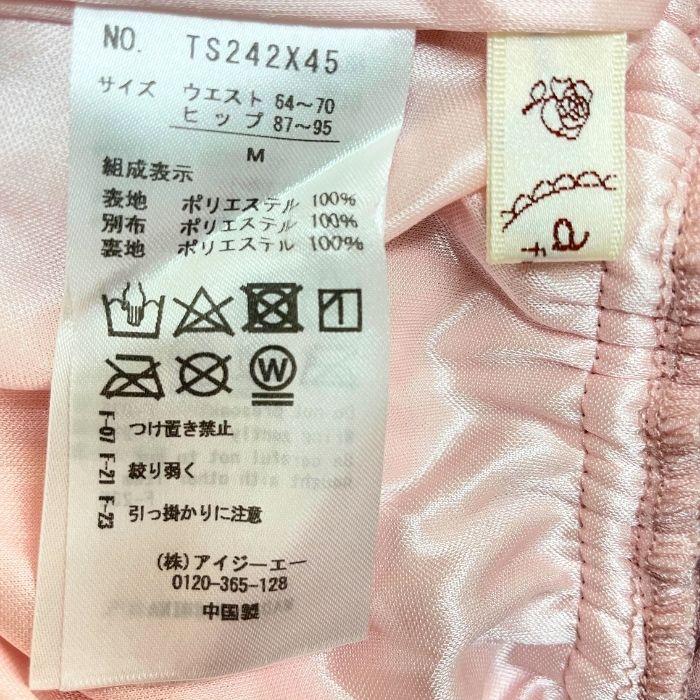 NO. TS242X45
サイズ ウエスト 64〜70
ヒップ 87〜95
M
組成表示
表地 ポリエステル 100%
別布 ポリエステル 100%
裏地 ポリエステル 100%
1
W
F-07 つけ置き禁止
F-21 絞り弱く
F-23 引っ掛かりに注意
(株)アイジーエー
0120-365-128
中国製
a